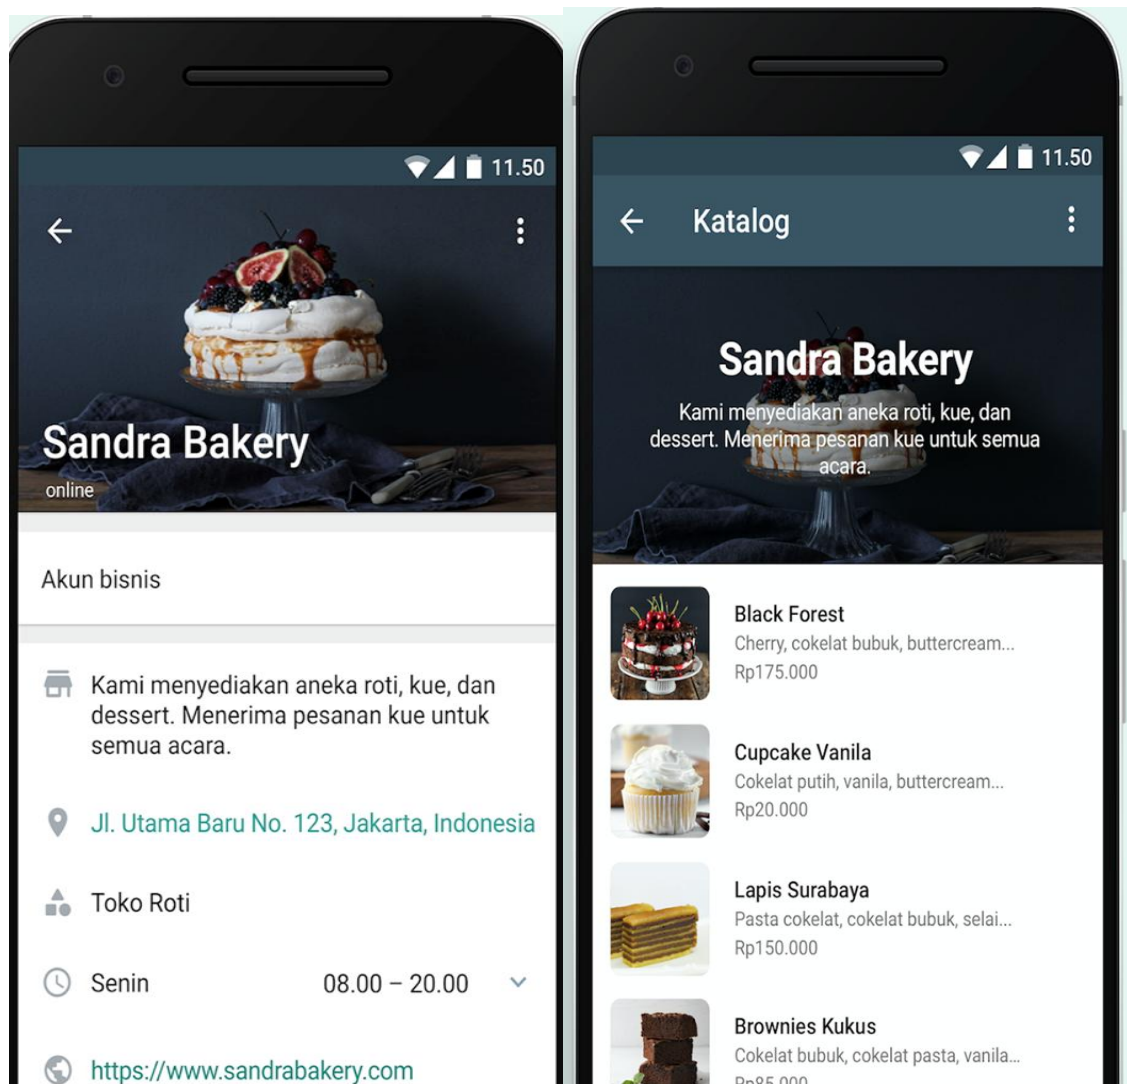 11.50
Sandra Bakery
online
Akun bisnis
Kami menyediakan aneka roti, kue, dan
dessert. Menerima pesanan kue untuk
semua acara.
Jl. Utama Baru No. 123, Jakarta, Indonesia
Toko Roti
Senin 08.00 – 20.00
https://www.sandrabakery.com
11.50
Katalog
Sandra Bakery
Kami menyediakan aneka roti, kue, dan
dessert. Menerima pesanan kue untuk semua
acara.
Black Forest
Cherry, cokelat bubuk, buttercream...
Rp175.000
Cupcake Vanila
Cokelat putih, vanila, buttercream...
Rp20.000
Lapis Surabaya
Pasta cokelat, cokelat bubuk, selai...
Rp150.000
Brownies Kukus
Cokelat bubuk, cokelat pasta, vanila...
Rp85.000